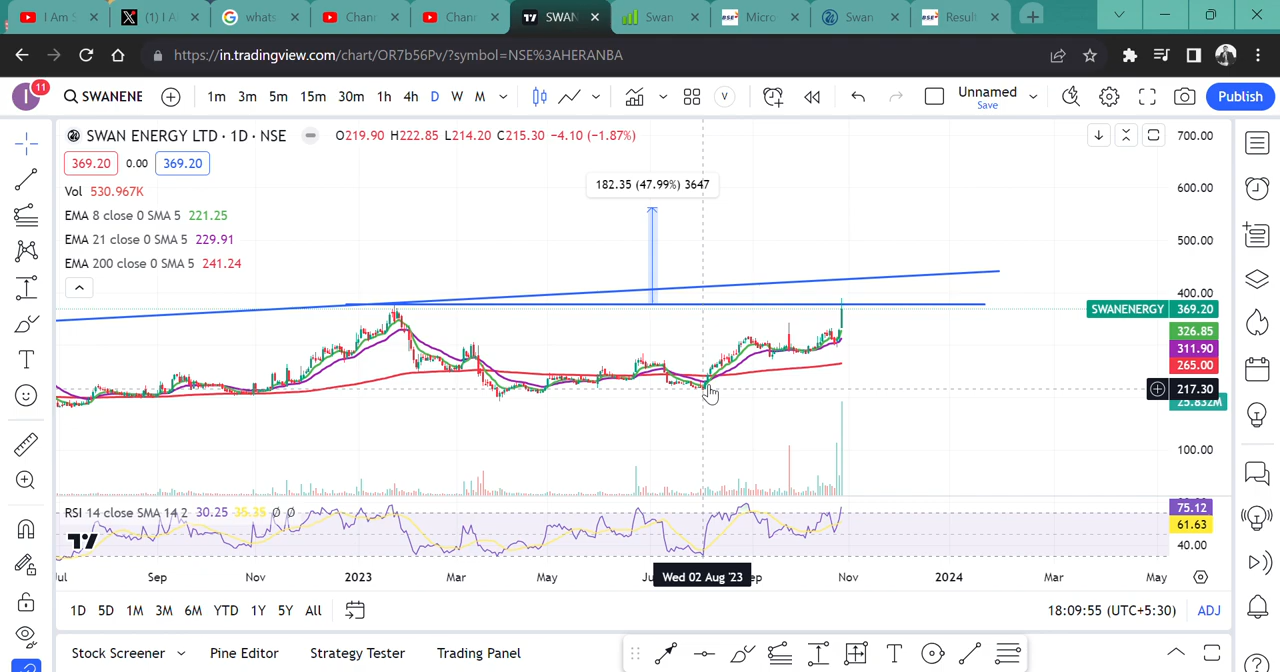 I Am S
(1) I A
whats
Chann
Chann
SWAN
Swan
Micro
Swan
Result
https://in.tradingview.com/chart/OR7b56Pv/?symbol=NSE%3AHERANBA
I
11
SWANENE
1m 3m 5m 15m 30m 1h 4h D W M
V
Unnamed
Save
Publish
SWAN ENERGY LTD · 1D · NSE
O219.90 H222.85 L214.20 C215.30 −4.10 (−1.87%)
369.20 0.00 369.20
Vol 530.967K
EMA 8 close 0 SMA 5 221.25
EMA 21 close 0 SMA 5 229.91
EMA 200 close 0 SMA 5 241.24
182.35 (47.99%) 3647
700.00
600.00
500.00
400.00
SWANENERGY 369.20
326.85
311.90
265.00
217.30
25.832M
100.00
RSI 14 close SMA 14 2 30.25 35.35 Ø Ø
75.12
61.63
40.00
Jul Sep Nov 2023 Mar May Wed 02 Aug '23 Nov 2024 Mar May
1D 5D 1M 3M 6M YTD 1Y 5Y All
18:09:55 (UTC+5:30) ADJ
Stock Screener Pine Editor Strategy Tester Trading Panel